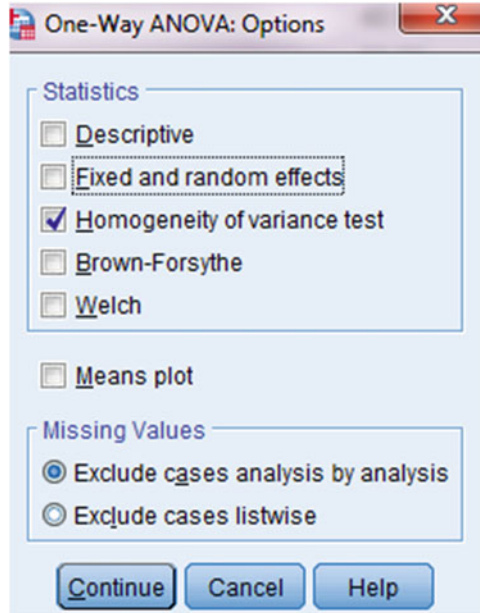 One-Way ANOVA: Options
Statistics
Descriptive
Fixed and random effects
Homogeneity of variance test
Brown-Forsythe
Welch
Means plot
Missing Values
Exclude cases analysis by analysis
Exclude cases listwise
Continue Cancel Help